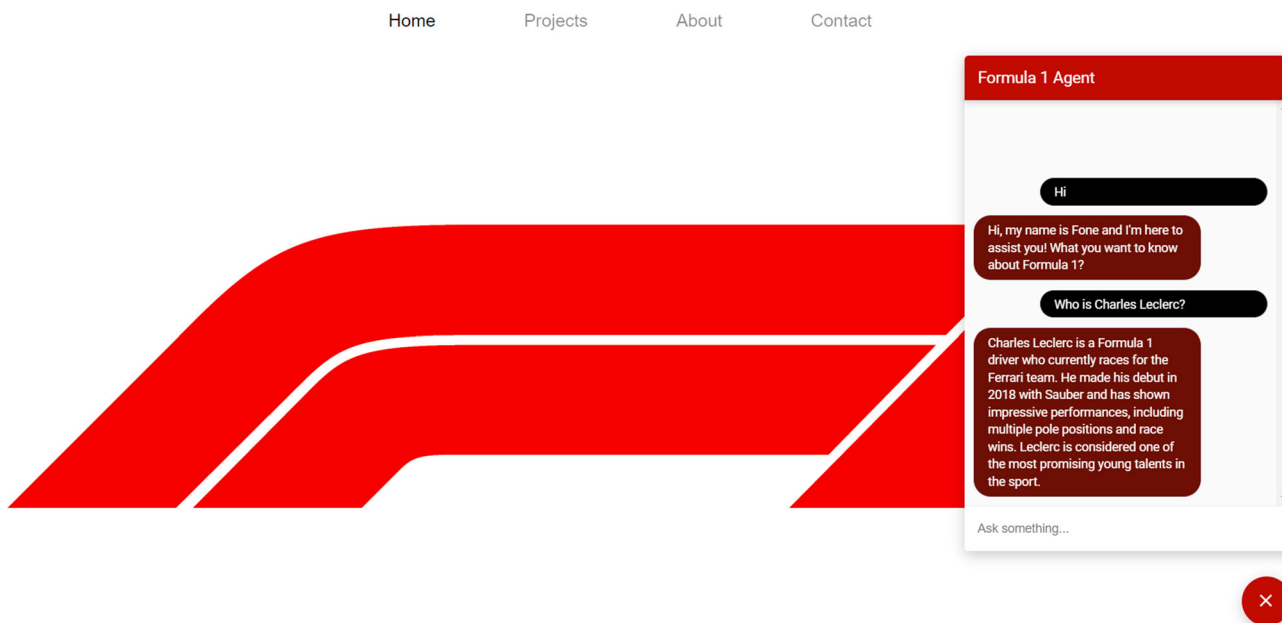 Home Projects About Contact
Formula 1 Agent
Hi
Hi, my name is Fone and I'm here to
assist you! What you want to know
about Formula 1?
Who is Charles Leclerc?
Charles Leclerc is a Formula 1
driver who currently races for the
Ferrari team. He made his debut in
2018 with Sauber and has shown
impressive performances, including
multiple pole positions and race
wins. Leclerc is considered one of
the most promising young talents in
the sport.
Ask something...